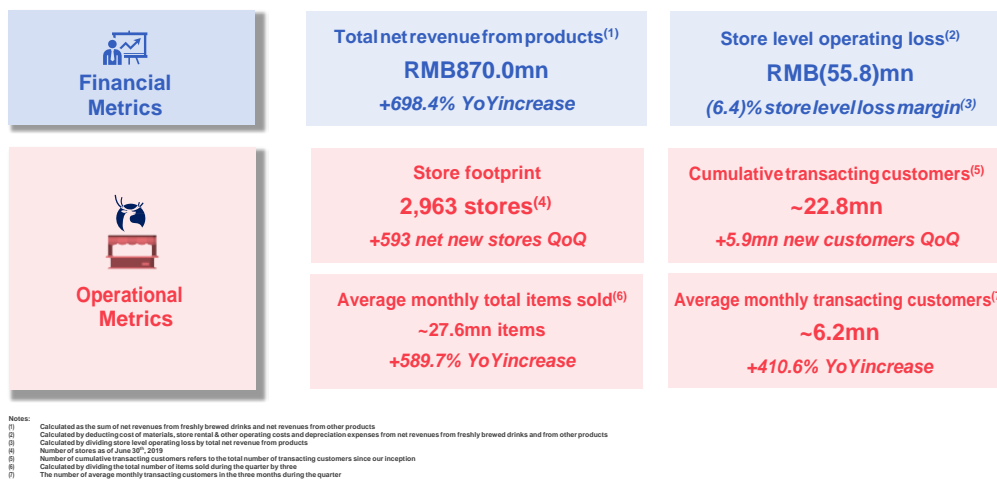 Financial
Metrics
Total net revenue from products(1)
RMB870.0mn
+698.4% YoY increase
Store level operating loss(2)
RMB(55.8)mn
(6.4)% store level loss margin(3)
Operational
Metrics
Store footprint
2,963 stores(4)
+593 net new stores QoQ
Cumulative transacting customers(5)
~22.8mn
+5.9mn new customers QoQ
Average monthly total items sold(6)
~27.6mn items
+589.7% YoY increase
Average monthly transacting customers(7
~6.2mn
+410.6% YoY increase
Notes:
(1) Calculated as the sum of net revenues from freshly brewed drinks and net revenues from other products
(2) Calculated by deducting cost of materials, store rental & other operating costs and depreciation expenses from net revenues from freshly brewed drinks and from other products
(3) Calculated by dividing store level operating loss by total net revenue from products
(4) Number of stores as of June 30th, 2019
(5) Number of cumulative transacting customers refers to the total number of transacting customers since our inception
(6) Calculated by dividing the total number of items sold during the quarter by three
(7) The number of average monthly transacting customers in the three months during the quarter